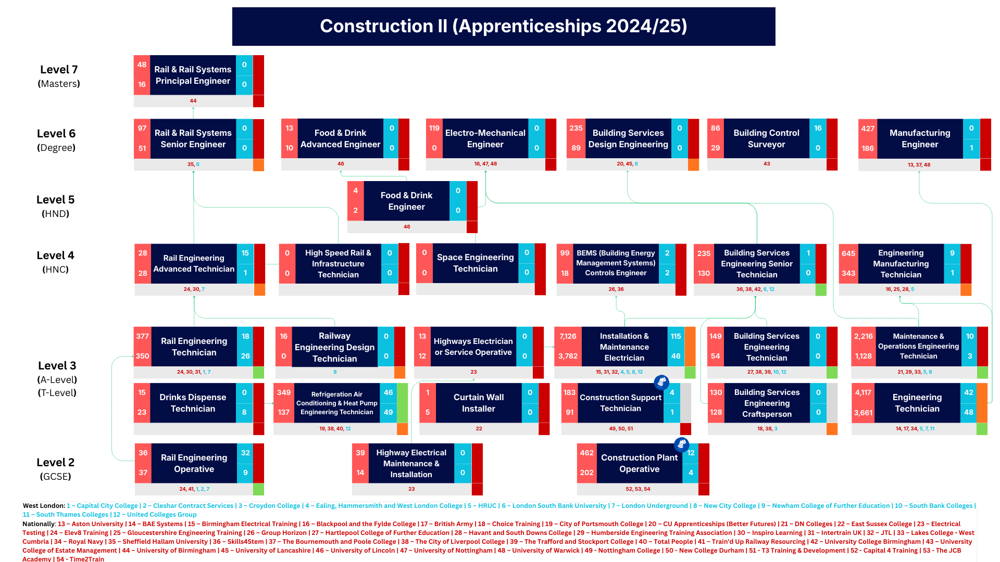 Construction II (Apprenticeships 2024/25)
Level 7
(Masters)
48
16
Rail & Rail Systems
Principal Engineer
0
0
44
Level 6
(Degree)
97
51
Rail & Rail Systems
Senior Engineer
0
0
35, 6
13
10
Food & Drink
Advanced Engineer
0
0
46
119
0
Electro-Mechanical
Engineer
0
0
16, 47, 48
235
89
Building Services
Design Engineering
0
0
20, 45, 6
86
29
Building Control
Surveyor
16
0
43
427
186
Manufacturing
Engineer
0
1
13, 37, 48
Level 5
(HND)
4
2
Food & Drink
Engineer
0
0
46
Level 4
(HNC)
28
28
Rail Engineering
Advanced Technician
15
1
24, 30, 7
0
0
High Speed Rail &
Infrastructure
Technician
0
0
0
0
Space Engineering
Technician
0
0
99
18
BEMS (Building Energy
Management Systems)
Controls Engineer
2
2
26, 36
235
130
Building Services
Engineering Senior
Technician
1
0
36, 38, 42, 6, 12
645
343
Engineering
Manufacturing
Technician
9
1
16, 25, 28, 5
Level 3
(A-Level)
(T-Level)
377
350
Rail Engineering
Technician
18
26
24, 30, 31, 1, 7
16
0
Railway
Engineering Design
Technician
0
0
9
13
12
Highways Electrician
or Service Operative
0
0
23
7,126
3,782
Installation &
Maintenance
Electrician
115
46
15, 31, 32, 4, 5, 8, 12
149
54
Building Services
Engineering
Technician
0
0
27, 38, 39, 10, 12
2,216
1,128
Maintenance &
Operations Engineering
Technician
10
3
21, 29, 33, 5, 9
15
23
Drinks Dispense
Technician
0
8
349
137
Refrigeration Air
Conditioning & Heat Pump
Engineering Technician
46
49
19, 38, 40, 12
1
5
Curtain Wall
Installer
0
0
22
183
91
Construction Support
Technician
4
1
49, 50, 51
130
128
Building Services
Engineering
Craftsperson
0
0
18, 38, 3
4,117
3,661
Engineering
Technician
42
48
14, 17, 34, 5, 7, 11
Level 2
(GCSE)
36
37
Rail Engineering
Operative
32
9
24, 41, 1, 2, 7
39
14
Highway Electrical
Maintenance &
Installation
0
0
23
462
202
Construction Plant
Operative
12
4
52, 53, 54
West London: 1 – Capital City College | 2 – Cleshar Contract Services | 3 – Croydon College | 4 – Ealing, Hammersmith and West London College | 5 – HRUC | 6 – London South Bank University | 7 – London Underground | 8 – New City College | 9 – Newham College of Further Education | 10 – South Bank Colleges |
11 – South Thames Colleges | 12 – United Colleges Group
Nationally: 13 – Aston University | 14 – BAE Systems | 15 – Birmingham Electrical Training | 16 – Blackpool and the Fylde College | 17 – British Army | 18 – Choice Training | 19 – City of Portsmouth College | 20 – CU Apprenticeships (Better Futures) | 21 – DN Colleges | 22 – East Sussex College | 23 – Electrical
Testing | 24 – Elev8 Training | 25 – Gloucestershire Engineering Training | 26 – Group Horizon | 27 – Hartlepool College of Further Education | 28 – Havant and South Downs College | 29 – Humberside Engineering Training Association | 30 – Inspiro Learning | 31 – Intertrain UK | 32 – JTL | 33 – Lakes College - West
Cumbria | 34 – Royal Navy | 35 – Sheffield Hallam University | 36 – Skills4Stem | 37 – The Bournemouth and Poole College | 38 – The City of Liverpool College | 39 – The Trafford and Stockport College | 40 – Total People | 41 – Train'd Up Railway Resourcing | 42 – University College Birmingham | 43 – University
College of Estate Management | 44 – University of Birmingham | 45 – University of Lancashire | 46 – University of Lincoln | 47 – University of Nottingham | 48 – University of Warwick | 49 - Nottingham College | 50 - New College Durham | 51 - T3 Training & Development | 52 - Capital 4 Training | 53 - The JCB
Academy | 54 - Time2Train